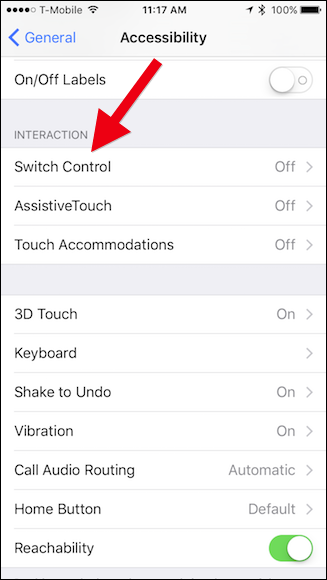 T-Mobile 11:17 AM 100%
General Accessibility
On/Off Labels
INTERACTION
Switch Control Off
AssistiveTouch Off
Touch Accommodations Off
3D Touch On
Keyboard
Shake to Undo On
Vibration On
Call Audio Routing Automatic
Home Button Default
Reachability